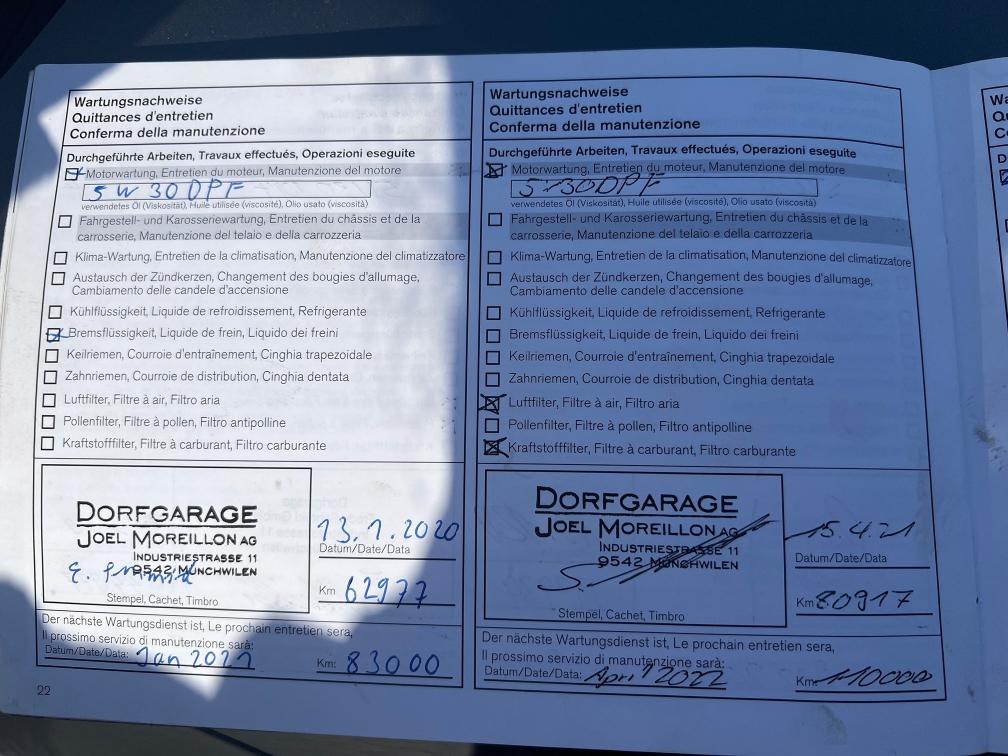 Wartungsnachweise
Quittances d'entretien
Conferma della manutenzione
Durchgeführte Arbeiten, Travaux effectués, Operazioni eseguite
Motorwartung, Entretien du moteur, Manutenzione del motore
5W30DPF
verwendetes Öl (Viskosität), Huile utilisée (viscosité), Olio usato (viscosità)
Fahrgestell- und Karosseriewartung, Entretien du châssis et de la
carrosserie, Manutenzione del telaio e della carrozzeria
Klima-Wartung, Entretien de la climatisation, Manutenzione del climatizzatore
Austausch der Zündkerzen, Changement des bougies d'allumage,
Cambiamento delle candele d'accensione
Kühlflüssigkeit, Liquide de refroidissement, Refrigerante
Bremsflüssigkeit, Liquide de frein, Liquido dei freini
Keilriemen, Courroie d'entraînement, Cinghia trapezoidale
Zahnriemen, Courroie de distribution, Cinghia dentata
Luftfilter, Filtre à air, Filtro aria
Pollenfilter, Filtre à pollen, Filtro antipolline
Kraftstofffilter, Filtre à carburant, Filtro carburante
DORFGARAGE
JOEL MOREILLON AG
INDUSTRIESTRASSE 11
9542 MÜNCHWILEN
Stempel, Cachet, Timbro
13.1.2020
Datum/Date/Data
Km 62977
Der nächste Wartungsdienst ist, Le prochain entretien sera,
Il prossimo servizio di manutenzione sarà:
Datum/Date/Data: Jan 2021 Km: 83000
22
Wartungsnachweise
Quittances d'entretien
Conferma della manutenzione
Durchgeführte Arbeiten, Travaux effectués, Operazioni eseguite
Motorwartung, Entretien du moteur, Manutenzione del motore
5-30DPF
verwendetes Öl (Viskosität), Huile utilisée (viscosité), Olio usato (viscosità)
Fahrgestell- und Karosseriewartung, Entretien du châssis et de la
carrosserie, Manutenzione del telaio e della carrozzeria
Klima-Wartung, Entretien de la climatisation, Manutenzione del climatizzatore
Austausch der Zündkerzen, Changement des bougies d'allumage,
Cambiamento delle candele d'accensione
Kühlflüssigkeit, Liquide de refroidissement, Refrigerante
Bremsflüssigkeit, Liquide de frein, Liquido dei freini
Keilriemen, Courroie d'entraînement, Cinghia trapezoidale
Zahnriemen, Courroie de distribution, Cinghia dentata
Luftfilter, Filtre à air, Filtro aria
Pollenfilter, Filtre à pollen, Filtro antipolline
Kraftstofffilter, Filtre à carburant, Filtro carburante
DORFGARAGE
JOEL MOREILLON AG
INDUSTRIESTRASSE 11
9542 MÜNCHWILEN
Stempel, Cachet, Timbro
15.4.21
Datum/Date/Data
Km 80917
Der nächste Wartungsdienst ist, Le prochain entretien sera,
Il prossimo servizio di manutenzione sarà:
Datum/Date/Data: April 2022 Km: 110000